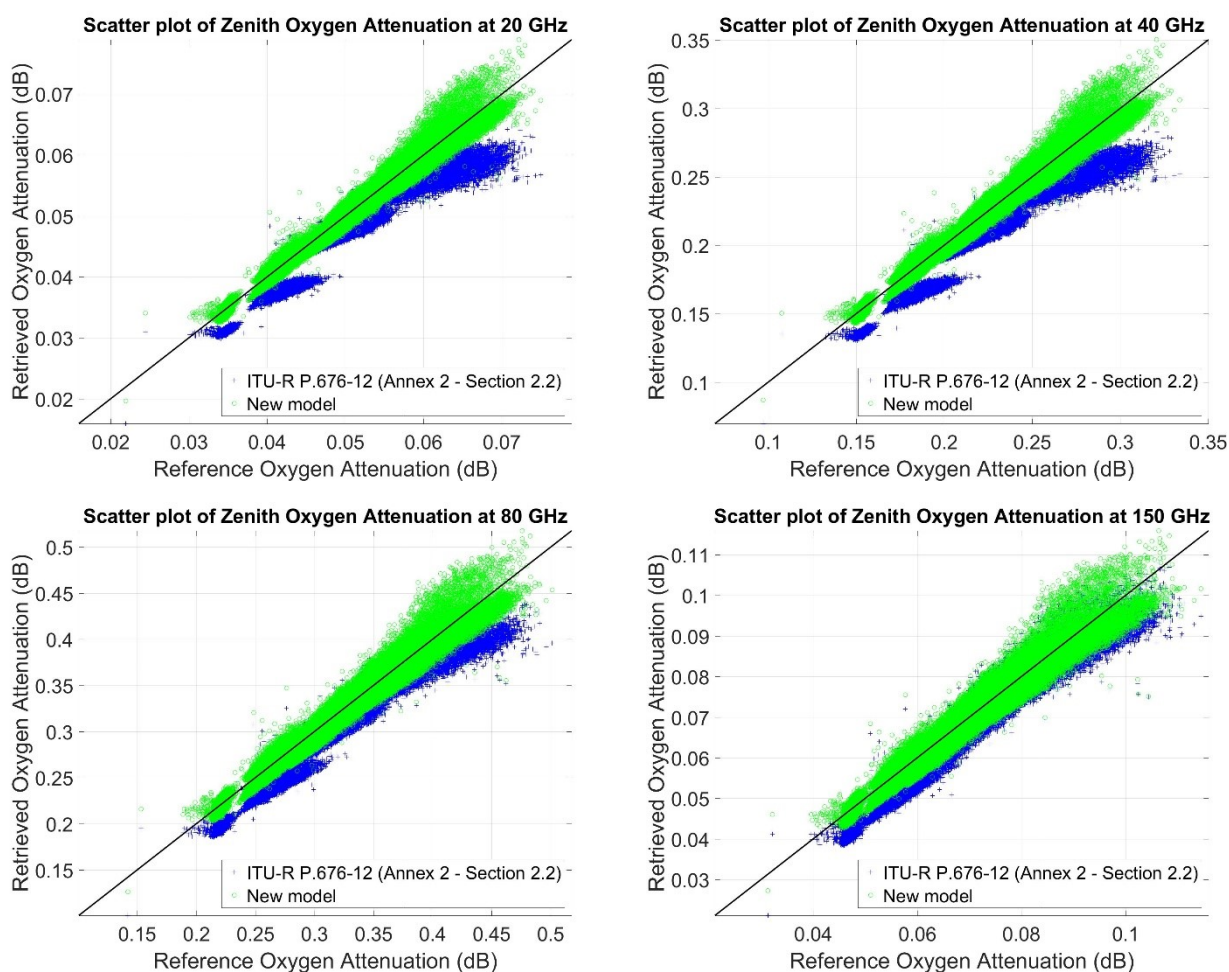 Scatter plot of Zenith Oxygen Attenuation at 20 GHz
Retrieved Oxygen Attenuation (dB)
0.07
0.06
0.05
0.04
0.03
0.02
ITU-R P.676-12 (Annex 2 - Section 2.2)
New model
0.02 0.03 0.04 0.05 0.06 0.07
Reference Oxygen Attenuation (dB)
Scatter plot of Zenith Oxygen Attenuation at 40 GHz
Retrieved Oxygen Attenuation (dB)
0.35
0.3
0.25
0.2
0.15
0.1
ITU-R P.676-12 (Annex 2 - Section 2.2)
New model
0.1 0.15 0.2 0.25 0.3 0.35
Reference Oxygen Attenuation (dB)
Scatter plot of Zenith Oxygen Attenuation at 80 GHz
Retrieved Oxygen Attenuation (dB)
0.5
0.45
0.4
0.35
0.3
0.25
0.2
0.15
ITU-R P.676-12 (Annex 2 - Section 2.2)
New model
0.15 0.2 0.25 0.3 0.35 0.4 0.45 0.5
Reference Oxygen Attenuation (dB)
Scatter plot of Zenith Oxygen Attenuation at 150 GHz
Retrieved Oxygen Attenuation (dB)
0.11
0.1
0.09
0.08
0.07
0.06
0.05
0.04
0.03
ITU-R P.676-12 (Annex 2 - Section 2.2)
New model
0.04 0.06 0.08 0.1
Reference Oxygen Attenuation (dB)